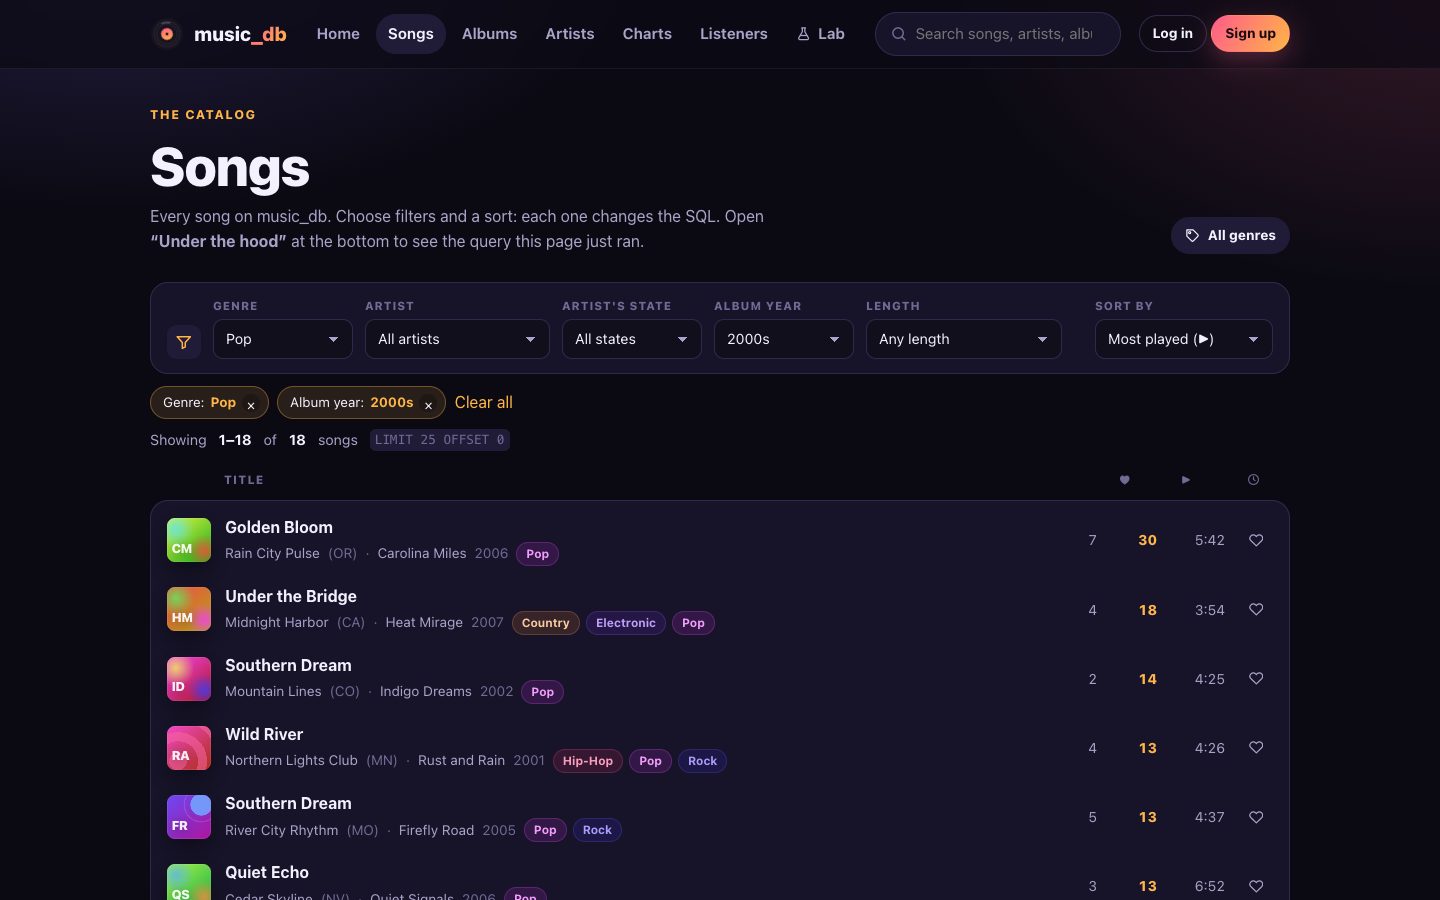 music_db Home Songs Albums Artists Charts Listeners Lab Search songs, artists, albu Log in Sign up
THE CATALOG
Songs
Every song on music_db. Choose filters and a sort: each one changes the SQL. Open
“Under the hood” at the bottom to see the query this page just ran.
All genres
GENRE ARTIST ARTIST'S STATE ALBUM YEAR LENGTH SORT BY
Pop All artists All states 2000s Any length Most played (▶)
Genre: Pop × Album year: 2000s × Clear all
Showing 1–18 of 18 songs LIMIT 25 OFFSET 0
TITLE
CM
Golden Bloom
Rain City Pulse (OR) · Carolina Miles 2006 Pop
7 30 5:42
HM
Under the Bridge
Midnight Harbor (CA) · Heat Mirage 2007 Country Electronic Pop
4 18 3:54
ID
Southern Dream
Mountain Lines (CO) · Indigo Dreams 2002 Pop
2 14 4:25
RA
Wild River
Northern Lights Club (MN) · Rust and Rain 2001 Hip-Hop Pop Rock
4 13 4:26
FR
Southern Dream
River City Rhythm (MO) · Firefly Road 2005 Pop Rock
5 13 4:37
QS
Quiet Echo
Cedar Skyline (NV) · Quiet Signals 2006 Pop
3 13 6:52